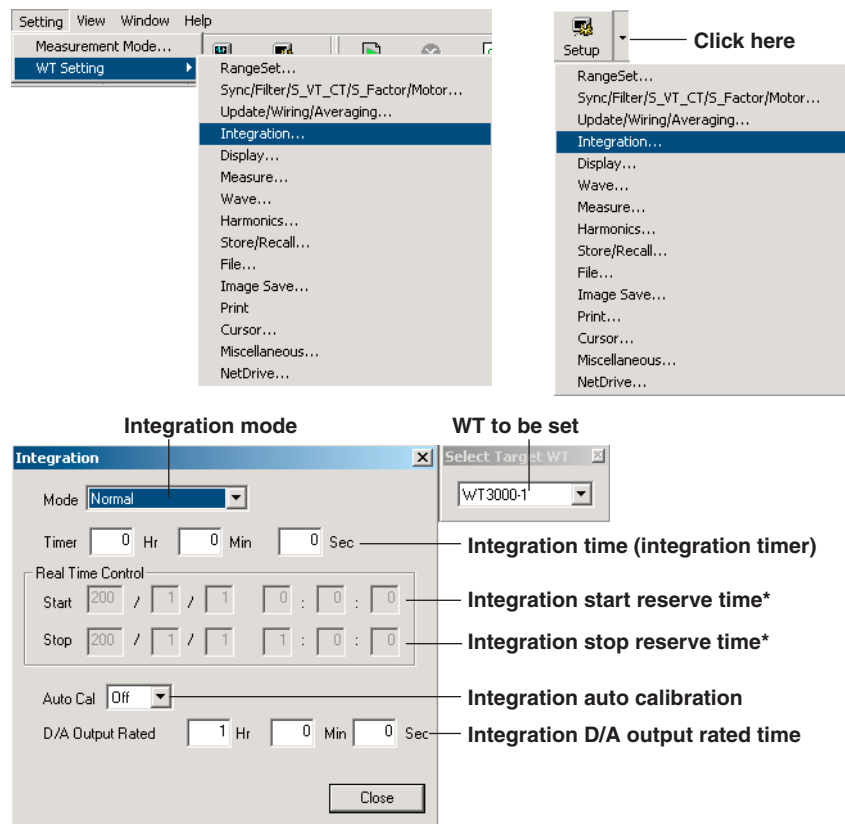 Setting View Window Help
Measurement Mode...
WT Setting
RangeSet...
Sync/Filter/S_VT_CT/S_Factor/Motor...
Update/Wiring/Averaging...
Integration...
Display...
Measure...
Wave...
Harmonics...
Store/Recall...
File...
Image Save...
Print
Cursor...
Miscellaneous...
NetDrive...
Setup
Click here
RangeSet...
Sync/Filter/S_VT_CT/S_Factor/Motor...
Update/Wiring/Averaging...
Integration...
Display...
Wave...
Measure...
Harmonics...
Store/Recall...
File...
Image Save...
Print...
Cursor...
Miscellaneous...
NetDrive...
Integration mode
WT to be set
Integration
Select Target WT
Mode Normal
WT3000-1
Timer 0 Hr 0 Min 0 Sec
Integration time (integration timer)
Real Time Control
Start 200 / 1 / 1 0 : 0 : 0
Integration start reserve time*
Stop 200 / 1 / 1 1 : 0 : 0
Integration stop reserve time*
Auto Cal Off
Integration auto calibration
D/A Output Rated 1 Hr 0 Min 0 Sec
Integration D/A output rated time
Close